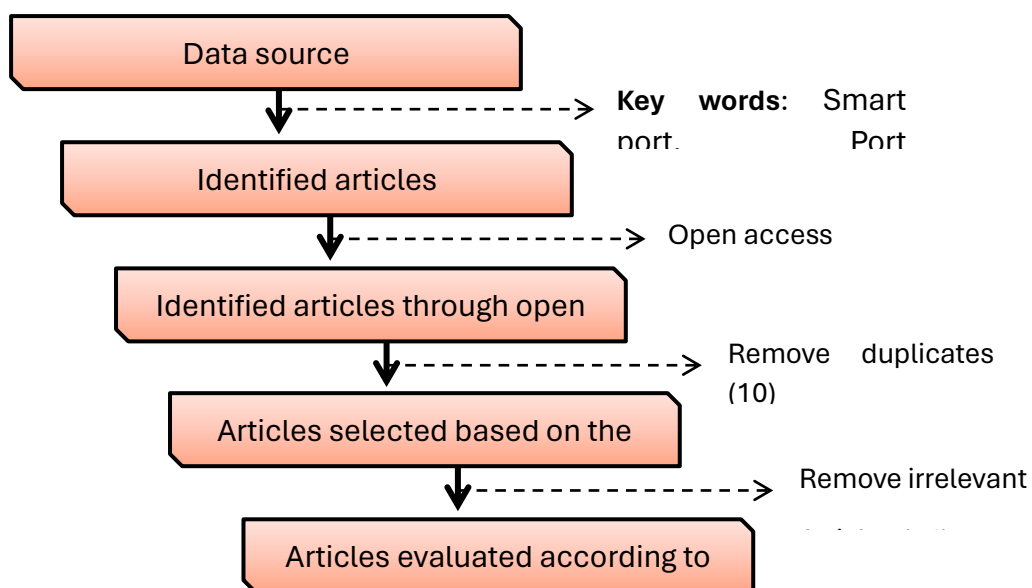 Data source
Key words: Smart
port, Port
Identified articles
Open access
Identified articles through open
Remove duplicates
(10)
Articles selected based on the
Remove irrelevant
Articles evaluated according to